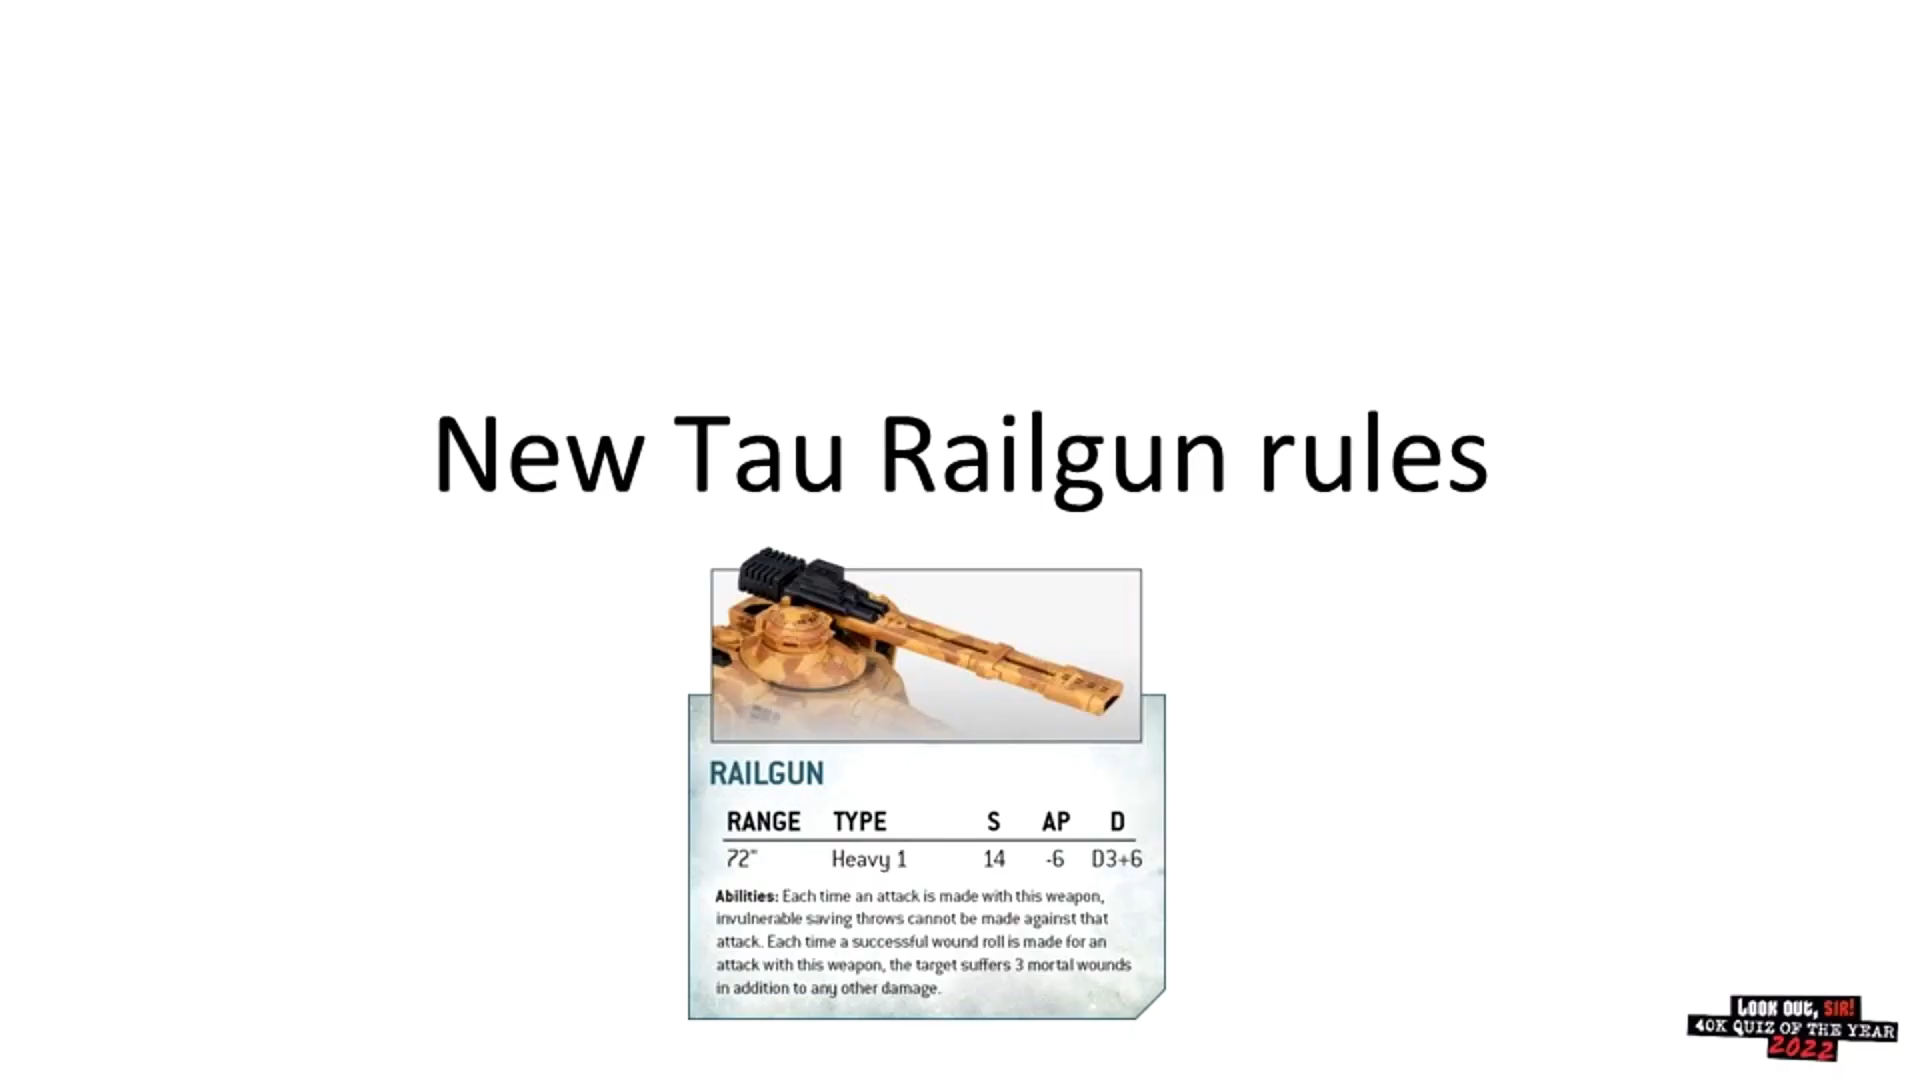 New Tau Railgun rules
RAILGUN
RANGE TYPE S AP D
72" Heavy 1 14 -6 D3+6
Abilities: Each time an attack is made with this weapon,
invulnerable saving throws cannot be made against that
attack. Each time a successful wound roll is made for an
attack with this weapon, the target suffers 3 mortal wounds
in addition to any other damage.
LOOK OUT, SIR!
40K QUIZ OF THE YEAR
2022